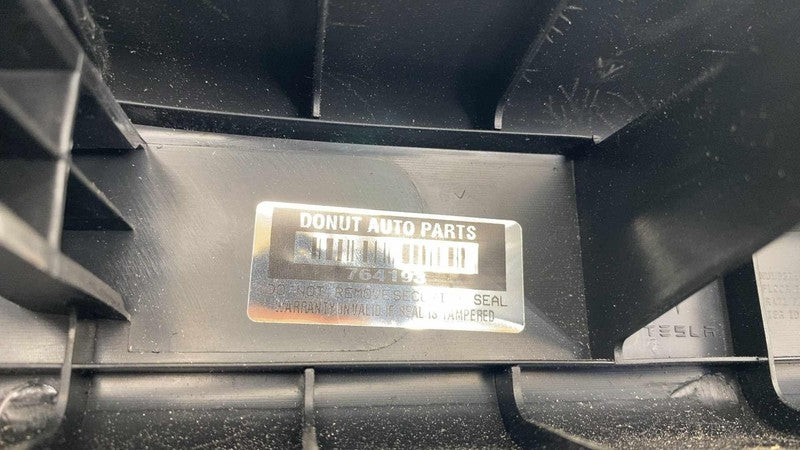 DONUT AUTO PARTS
764193
DO NOT REMOVE SECURITY SEAL
WARRANTY INVALID IF SEAL IS TAMPERED
TESLA